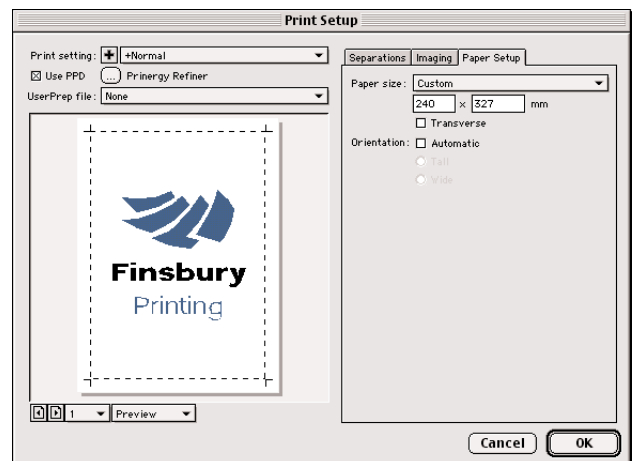 Print Setup
Print setting: +Normal
Use PPD ... Prinergy Refiner
UserPrep file: None
Finsbury
Printing
1 Preview
Separations Imaging Paper Setup
Paper size: Custom
240 x 327 mm
Transverse
Orientation: Automatic
Tall
Wide
Cancel OK